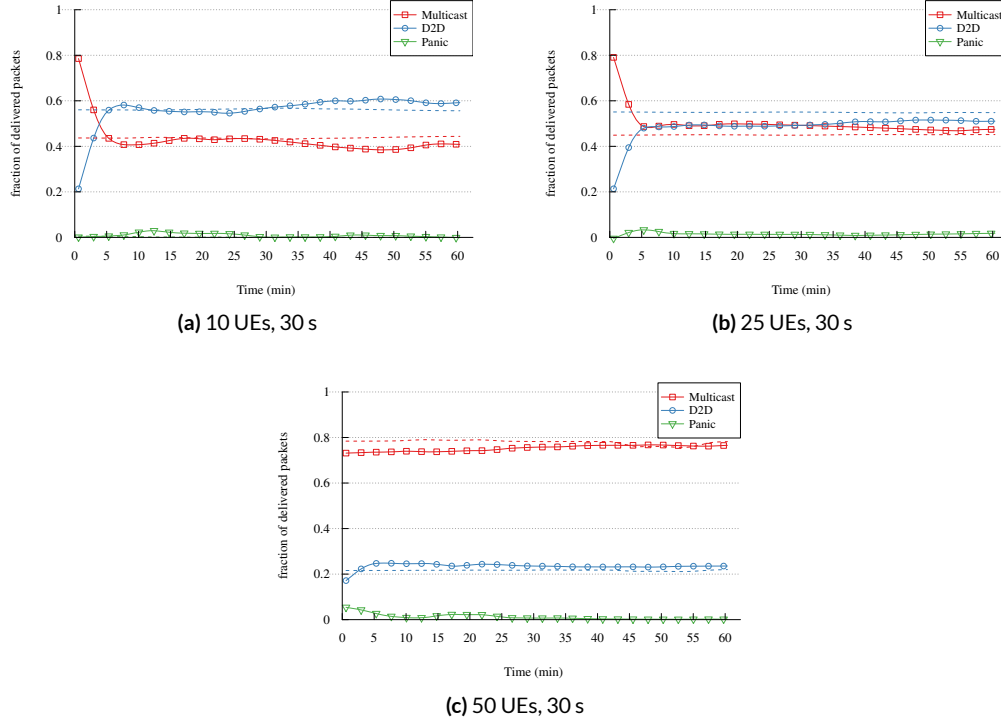 fraction of delivered packets
1
0.8
0.6
0.4
0.2
0
0 5 10 15 20 25 30 35 40 45 50 55 60
Time (min)
Multicast
D2D
Panic
(a) 10 UEs, 30 s
fraction of delivered packets
1
0.8
0.6
0.4
0.2
0
0 5 10 15 20 25 30 35 40 45 50 55 60
Time (min)
Multicast
D2D
Panic
(b) 25 UEs, 30 s
fraction of delivered packets
1
0.8
0.6
0.4
0.2
0
0 5 10 15 20 25 30 35 40 45 50 55 60
Time (min)
Multicast
D2D
Panic
(c) 50 UEs, 30 s